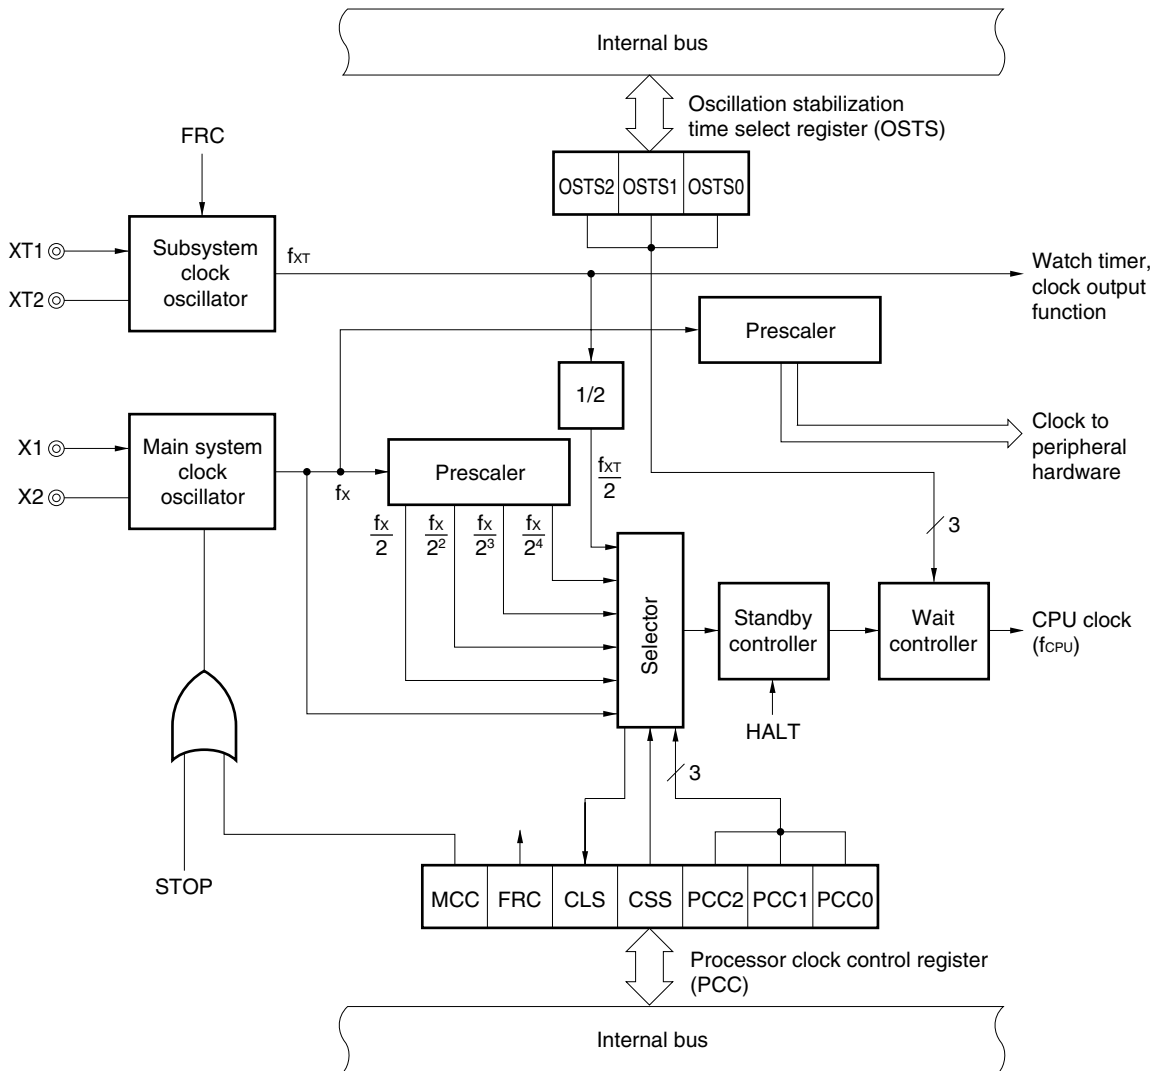 Internal bus
Oscillation stabilization
time select register (OSTS)
FRC
OSTS2 OSTS1 OSTS0
XT1
XT2
Subsystem
clock
oscillator
fXT
Watch timer,
clock output
function
Prescaler
1/2
X1
X2
Main system
clock
oscillator
fX
Prescaler
fXT/2
Clock to
peripheral
hardware
fX/2 fX/2² fX/2³ fX/2⁴
3
Selector
Standby
controller
Wait
controller
CPU clock
(fCPU)
HALT
3
STOP
MCC FRC CLS CSS PCC2 PCC1 PCC0
Processor clock control register
(PCC)
Internal bus